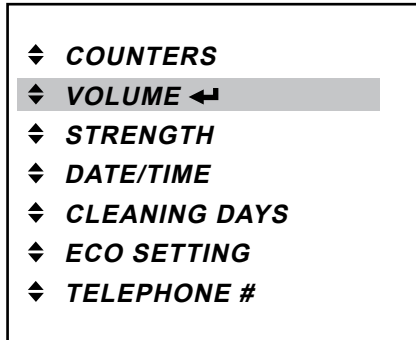 COUNTERS
VOLUME
STRENGTH
DATE/TIME
CLEANING DAYS
ECO SETTING
TELEPHONE #